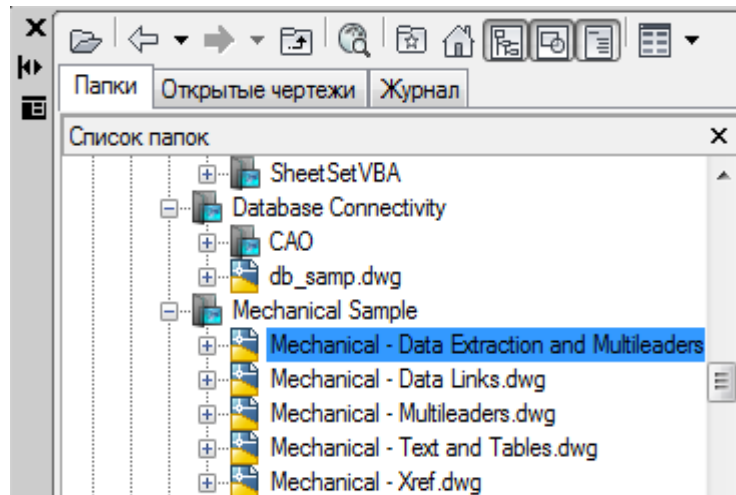 Папки Открытые чертежи Журнал
Список папок
SheetSetVBA
Database Connectivity
CAO
db_samp.dwg
Mechanical Sample
Mechanical - Data Extraction and Multileaders
Mechanical - Data Links.dwg
Mechanical - Multileaders.dwg
Mechanical - Text and Tables.dwg
Mechanical - Xref.dwg